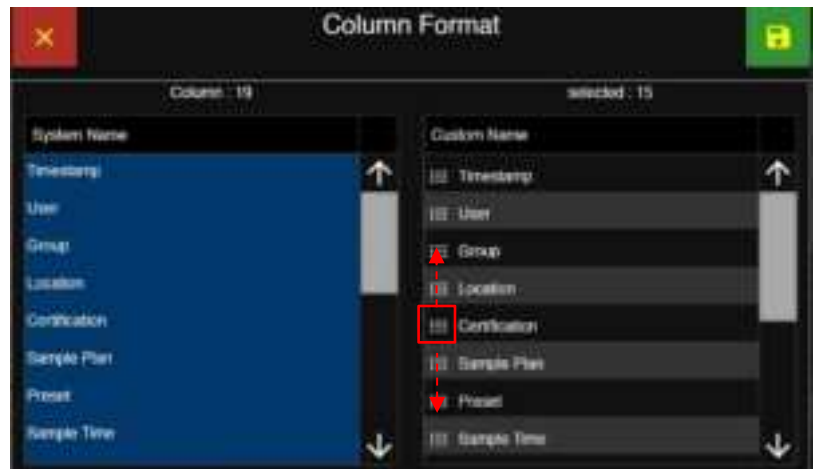 Column Format
Column : 19
selected : 15
System Name
Timestamp
User
Group
Location
Certification
Sample Plan
Preset
Sample Time
Custom Name
Timestamp
User
Group
Location
Certification
Sample Plan
Preset
Sample Time